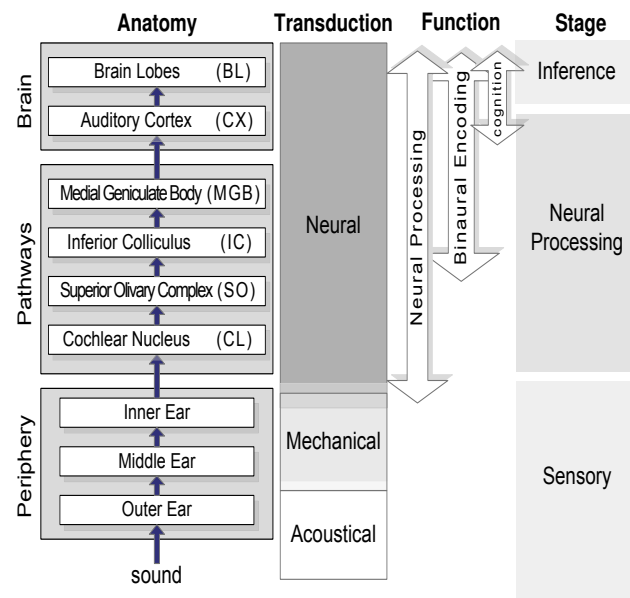 Anatomy Transduction Function Stage
Brain
Brain Lobes (BL)
Auditory Cortex (CX)
Pathways
Medial Geniculate Body (MGB)
Inferior Colliculus (IC)
Superior Olivary Complex (SO)
Cochlear Nucleus (CL)
Periphery
Inner Ear
Middle Ear
Outer Ear
sound
Neural
Mechanical
Acoustical
Neural Processing
Binaural Encoding
cognition
Inference
Neural
Processing
Sensory